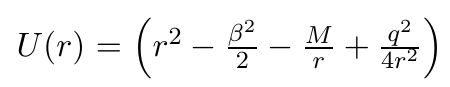 $U(r) = \left( r^2 - \frac{\beta^2}{2} - \frac{M}{r} + \frac{q^2}{4r^2} \right)$